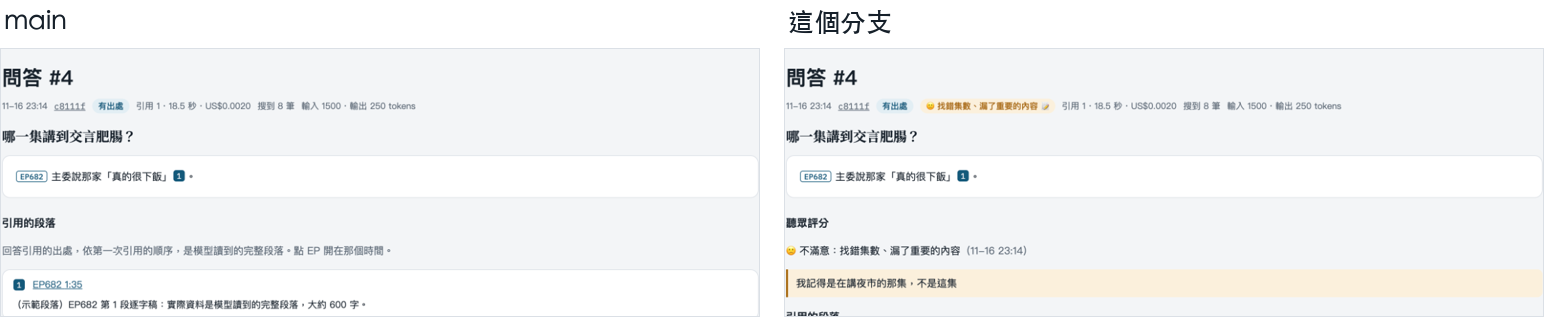 main
問答 #4
11-16 23:14 c8111f 有出處 引用 1・18.5 秒・US$0.0020 搜到 8 筆 輸入 1500・輸出 250 tokens
哪一集講到交言肥腸？
EP682 主委說那家「真的很下飯」 1 。
引用的段落
回答引用的出處，依第一次引用的順序，是模型讀到的完整段落。點 EP 開在那個時間。
1 EP682 1:35
（示範段落）EP682 第 1 段逐字稿：實際資料是模型讀到的完整段落，大約 600 字。
這個分支
問答 #4
11-16 23:14 c8111f 有出處 😕 找錯集數、漏了重要的內容 📝 引用 1・18.5 秒・US$0.0020 搜到 8 筆 輸入 1500・輸出 250 tokens
哪一集講到交言肥腸？
EP682 主委說那家「真的很下飯」 1 。
聽眾評分
😕 不滿意：找錯集數、漏了重要的內容（11-16 23:14）
我記得是在講夜市的那集，不是這集
引用的段落